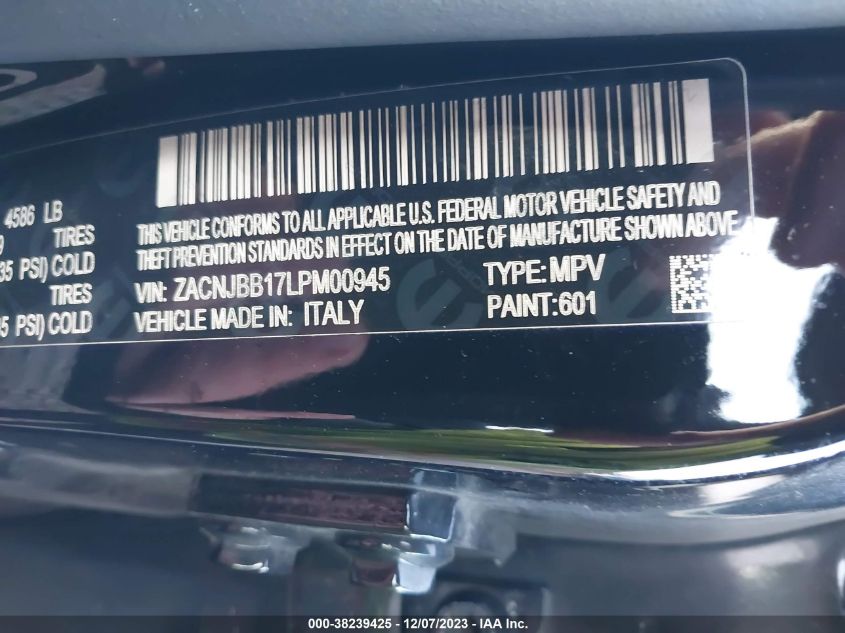 4586 LB
TIRES
35 PSI) COLD
TIRES
5 PSI) COLD
THIS VEHICLE CONFORMS TO ALL APPLICABLE U.S. FEDERAL MOTOR VEHICLE SAFETY AND
THEFT PREVENTION STANDARDS IN EFFECT ON THE DATE OF MANUFACTURE SHOWN ABOVE
VIN: ZACNJBB17LPM00945 TYPE: MPV
VEHICLE MADE IN: ITALY PAINT:601
000-38239425 - 12/07/2023 - IAA Inc.